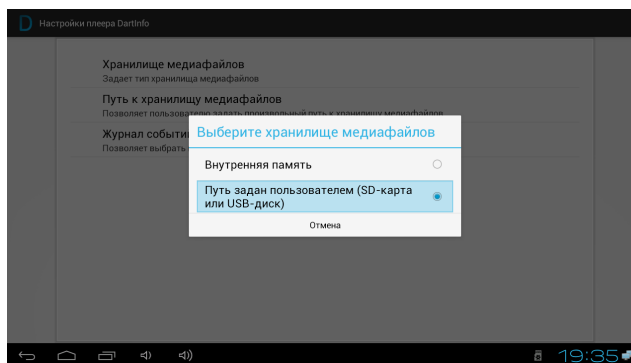 D Настройки плеера DartInfo
Хранилище медиафайлов
Задает тип хранилища медиафайлов
Путь к хранилищу медиафайлов
Позволяет пользователю задать произвольный путь к хранилищу медиафайлов
Журнал событи
Позволяет выбрать
Выберите хранилище медиафайлов
Внутренняя память
Путь задан пользователем (SD-карта
или USB-диск)
Отмена
19:35